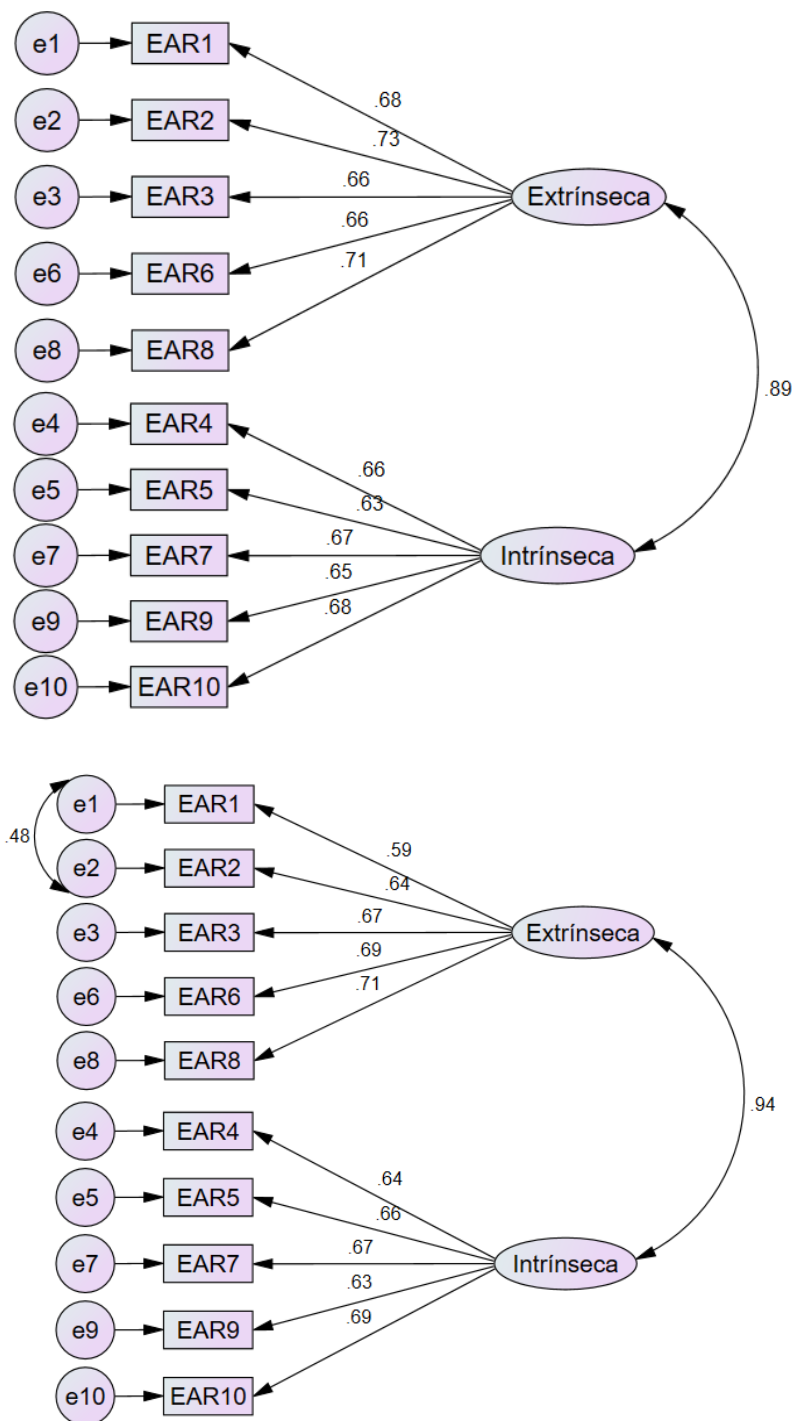 e1 EAR1
.68
e2 EAR2
.73
e3 EAR3 .66 Extrínseca
.66
e6 EAR6
.71
e8 EAR8
.89
e4 EAR4
.66
e5 EAR5
.63
e7 EAR7 .67 Intrínseca
.65
e9 EAR9
.68
e10 EAR10
e1 EAR1
.48
.59
e2 EAR2
.64
e3 EAR3 .67 Extrínseca
.69
e6 EAR6
.71
e8 EAR8
.94
e4 EAR4
.64
e5 EAR5
.66
e7 EAR7 .67 Intrínseca
.63
e9 EAR9
.69
e10 EAR10